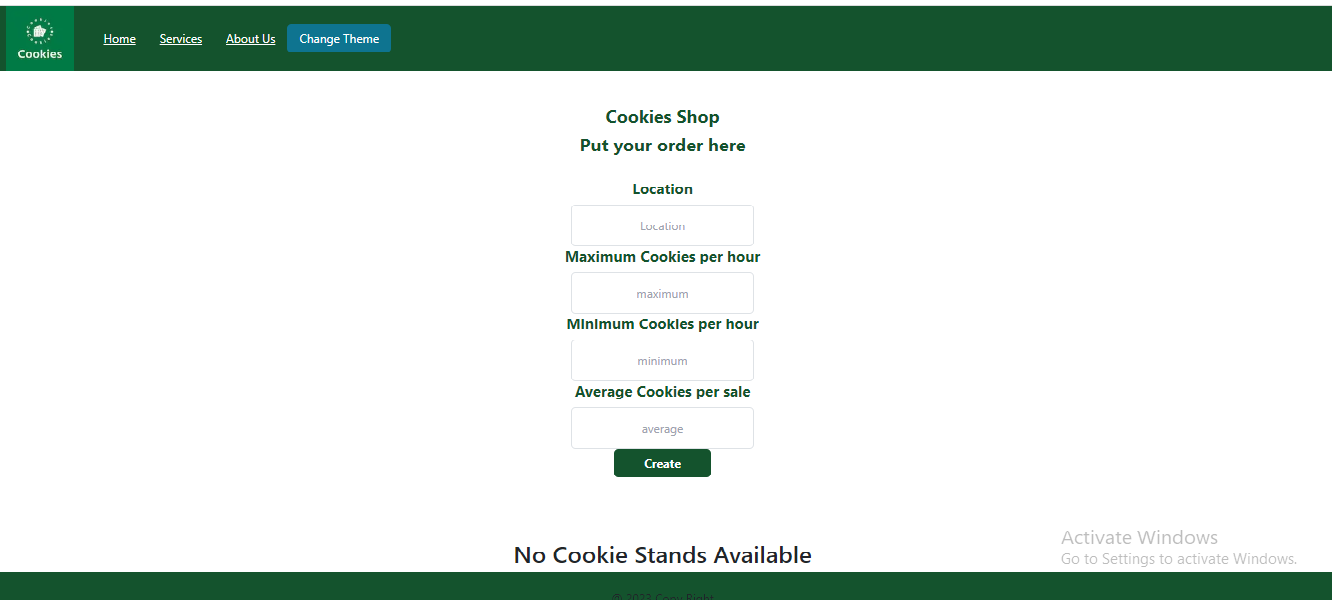 Cookies
Home Services About Us Change Theme
Cookies Shop
Put your order here
Location
Location
Maximum Cookies per hour
maximum
Minimum Cookies per hour
minimum
Average Cookies per sale
average
Create
No Cookie Stands Available
Activate Windows
Go to Settings to activate Windows.
© 2023 Copy Right